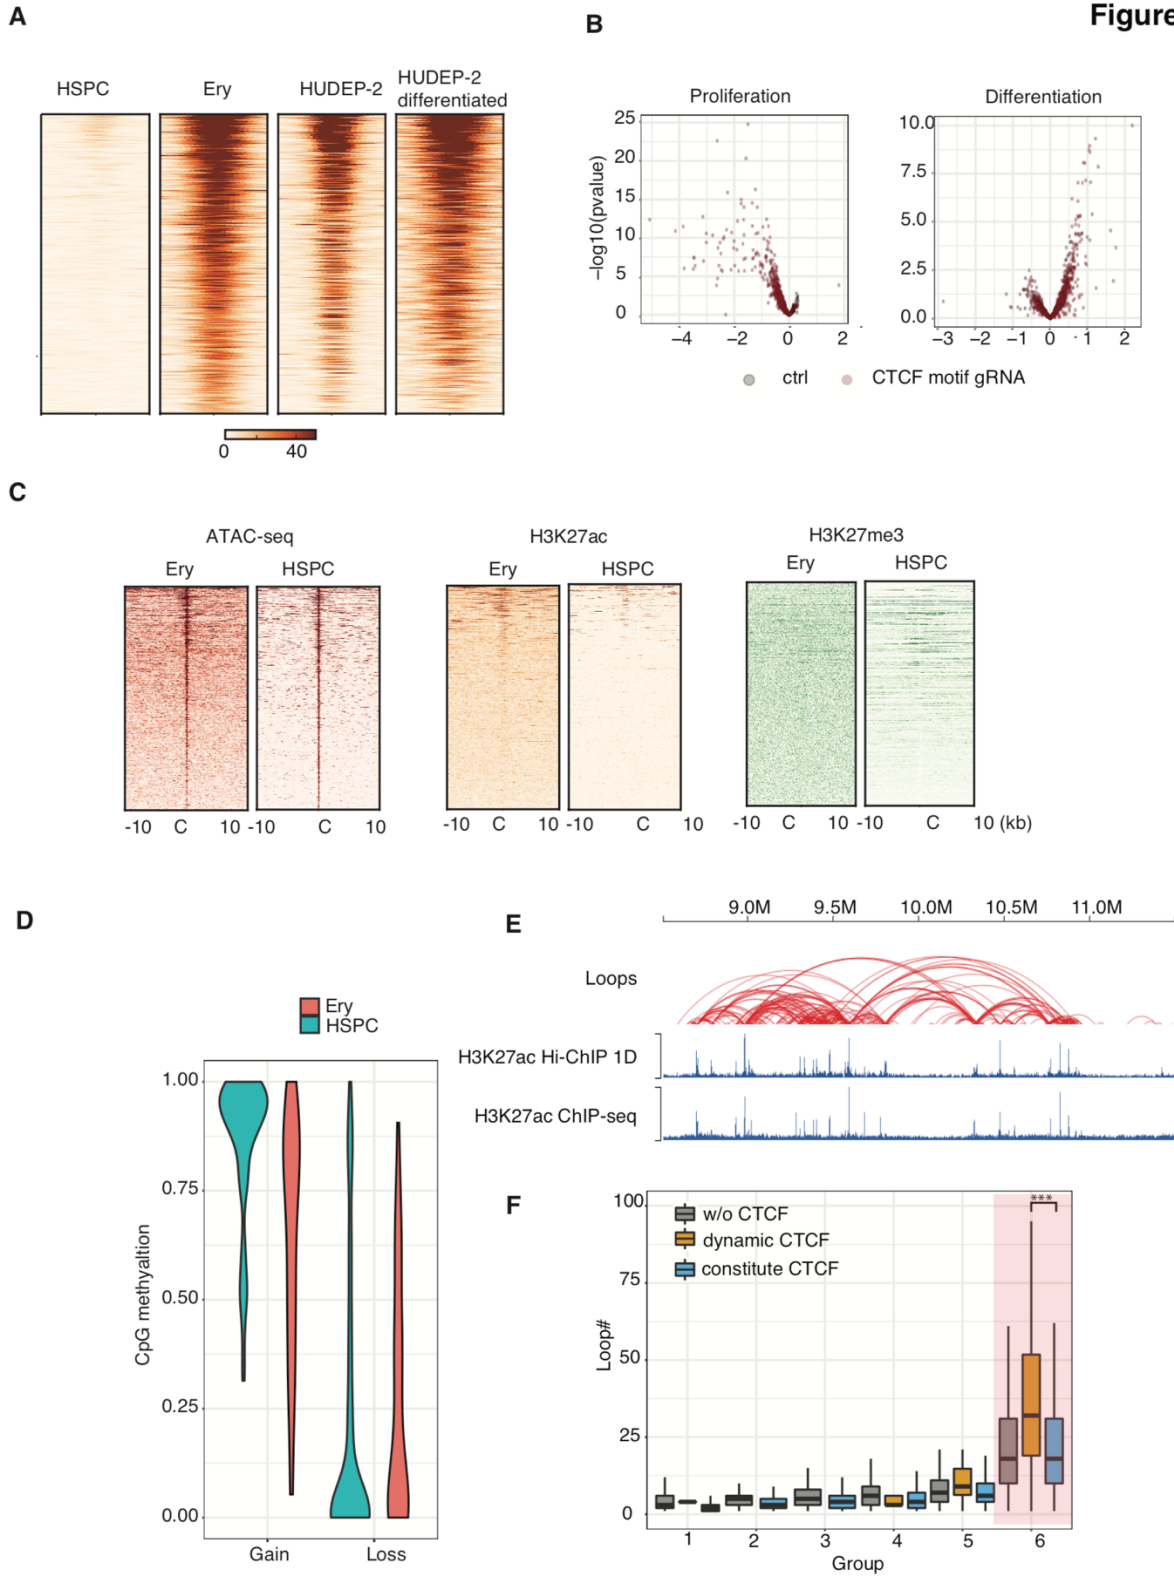 Figure
A
HSPC
Ery
HUDEP-2
HUDEP-2
differentiated
0
40
B
Proliferation
Differentiation
−log10(pvalue)
25
20
15
10
5
0
−4
−2
0
2
10.0
7.5
5.0
2.5
0.0
−3
−2
−1
0
1
2
ctrl
CTCF motif gRNA
C
ATAC-seq
H3K27ac
H3K27me3
Ery
HSPC
Ery
HSPC
Ery
HSPC
-10 C 10
-10 C 10
-10 C 10
-10 C 10
-10 C 10
-10 C 10 (kb)
D
Ery
HSPC
CpG methyaltion
1.00
0.75
0.50
0.25
0.00
Gain
Loss
E
9.0M 9.5M 10.0M 10.5M 11.0M
Loops
H3K27ac Hi-ChIP 1D
H3K27ac ChIP-seq
F
w/o CTCF
dynamic CTCF
constitute CTCF
***
Loop#
100
75
50
25
0
1 2 3 4 5 6
Group